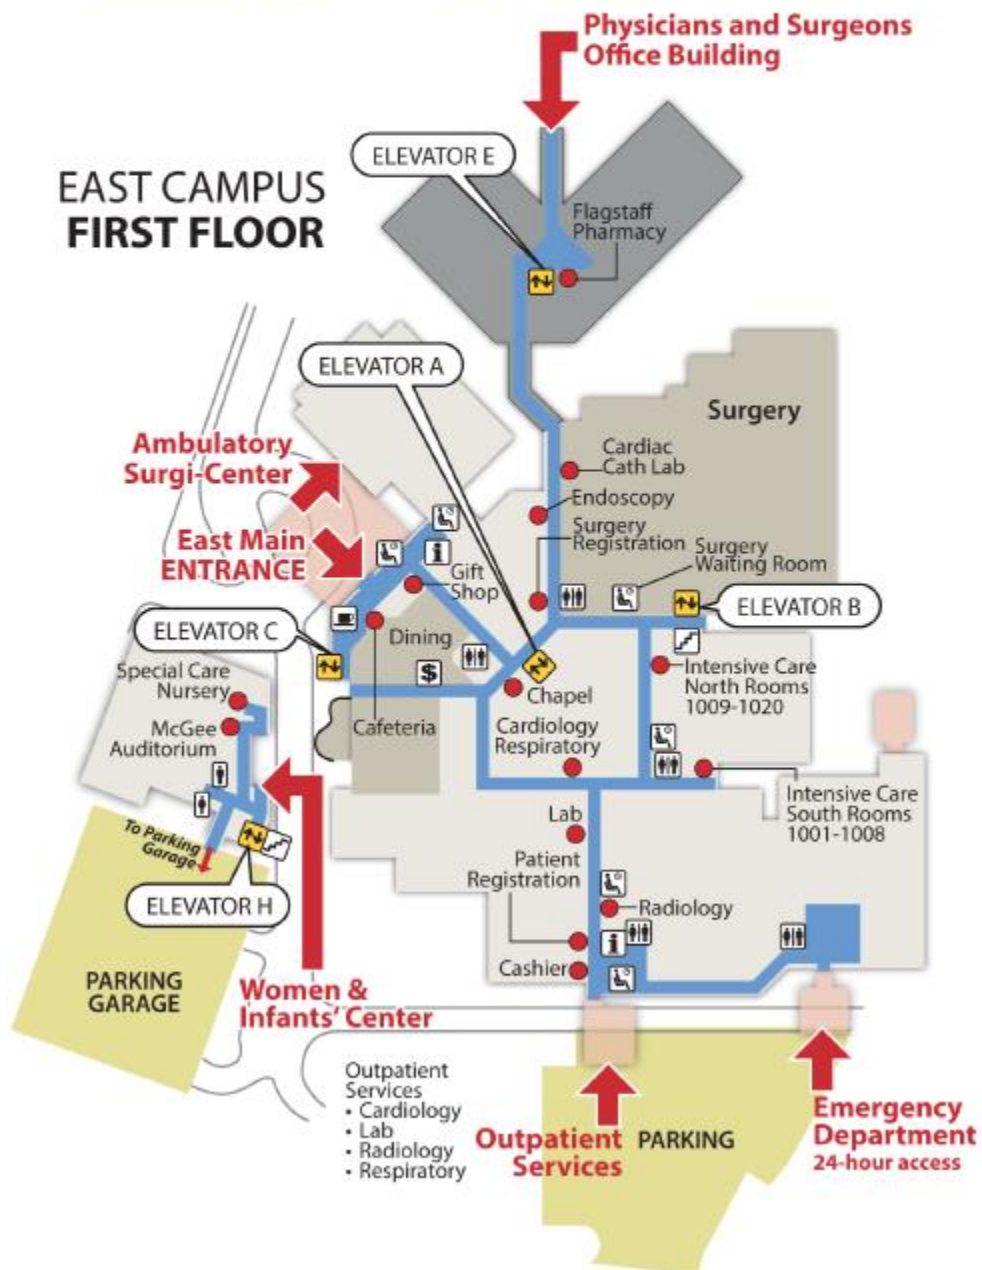 Physicians and Surgeons
Office Building
ELEVATOR E
EAST CAMPUS
FIRST FLOOR
Flagstaff
Pharmacy
ELEVATOR A
Surgery
Ambulatory
Surgi-Center
Cardiac
Cath Lab
Endoscopy
East Main
ENTRANCE
Surgery
Registration
Surgery
Waiting Room
i
Gift
Shop
ELEVATOR B
ELEVATOR C
Dining
$
Special Care
Nursery
Intensive Care
North Rooms
1009-1020
Chapel
McGee
Auditorium
Cafeteria
Cardiology
Respiratory
Intensive Care
South Rooms
1001-1008
Lab
To Parking
Garage
Patient
Registration
ELEVATOR H
Radiology
i
Cashier
PARKING
GARAGE
Women &
Infants' Center
Outpatient
Services
• Cardiology
• Lab
• Radiology
• Respiratory
Outpatient
Services
PARKING
Emergency
Department
24-hour access